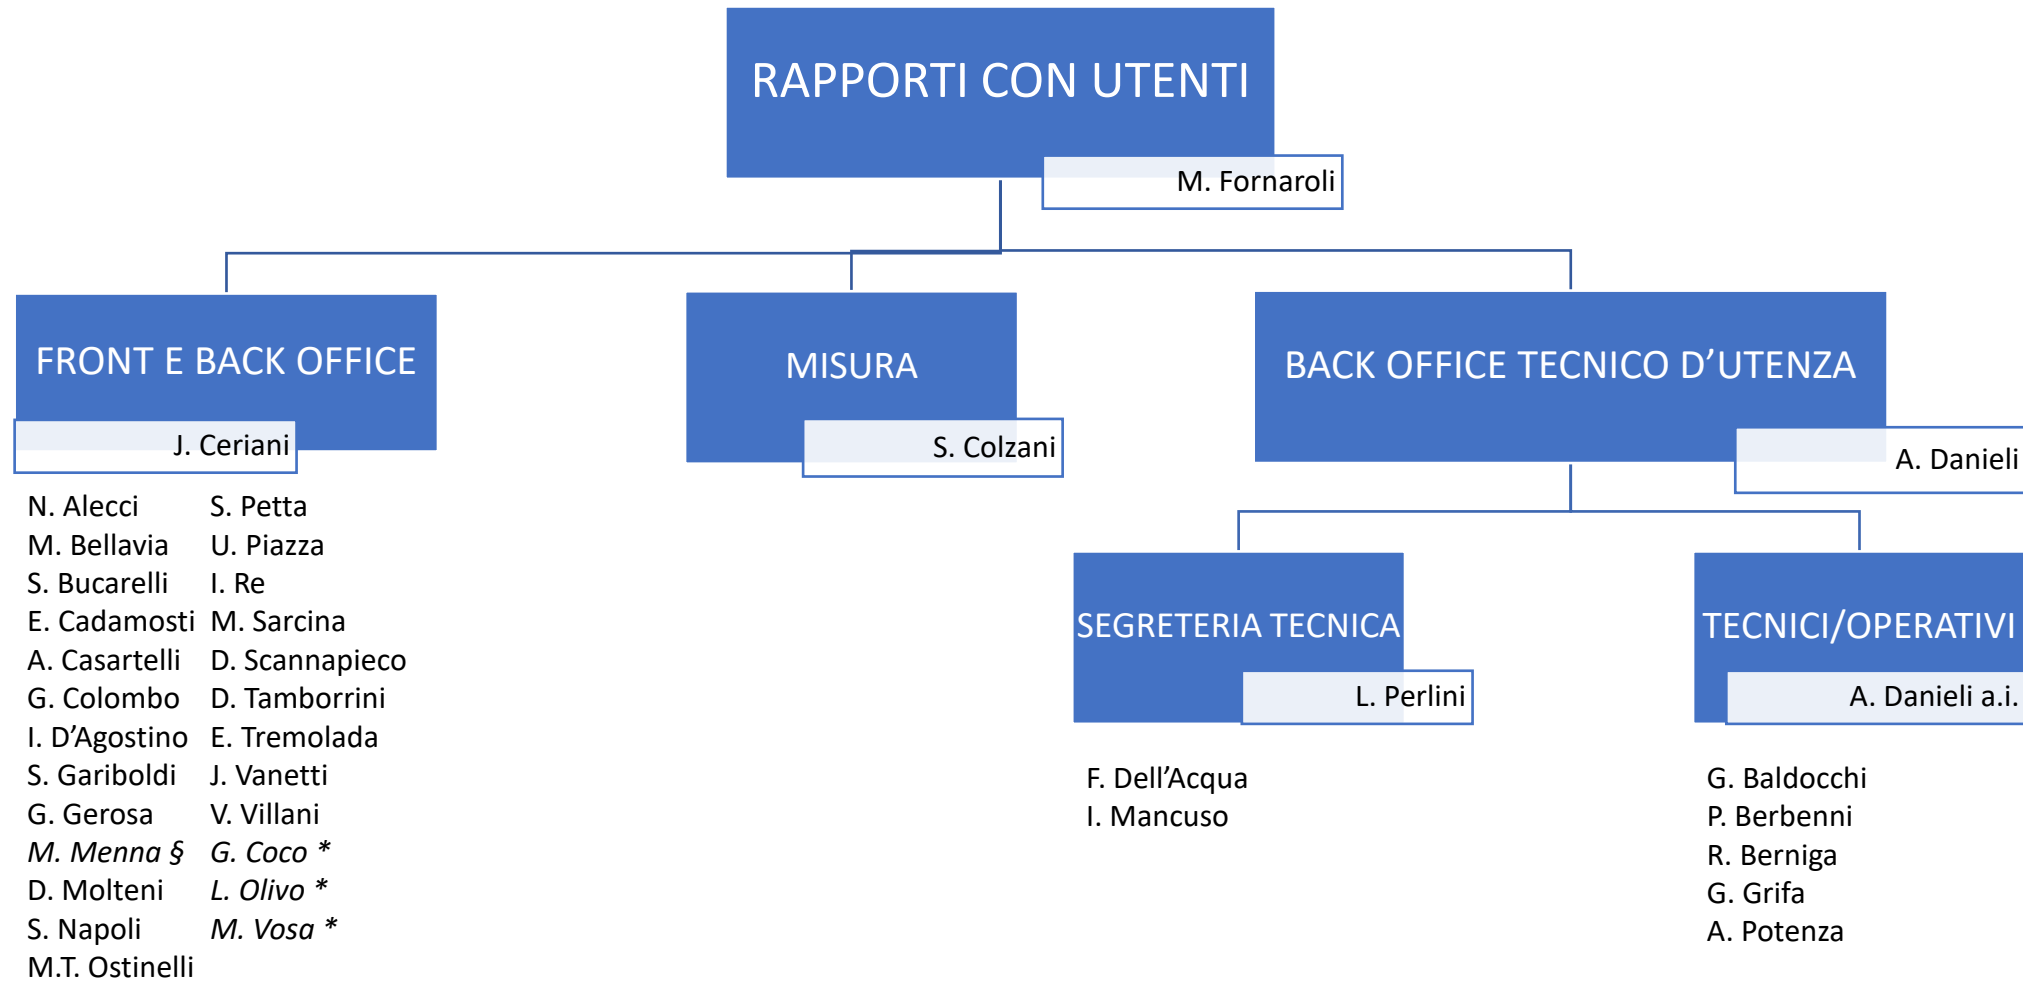 RAPPORTI CON UTENTI
M. Fornaroli
FRONT E BACK OFFICE
J. Ceriani
MISURA
S. Colzani
BACK OFFICE TECNICO D’UTENZA
A. Danieli
N. Alecci
M. Bellavia
S. Bucarelli
E. Cadamosti
A. Casartelli
G. Colombo
I. D’Agostino
S. Gariboldi
G. Gerosa
M. Menna §
D. Molteni
S. Napoli
M.T. Ostinelli
S. Petta
U. Piazza
I. Re
M. Sarcina
D. Scannapieco
D. Tamborrini
E. Tremolada
J. Vanetti
V. Villani
G. Coco *
L. Olivo *
M. Vosa *
SEGRETERIA TECNICA
L. Perlini
F. Dell’Acqua
I. Mancuso
TECNICI/OPERATIVI
A. Danieli a.i.
G. Baldocchi
P. Berbenni
R. Berniga
G. Grifa
A. Potenza